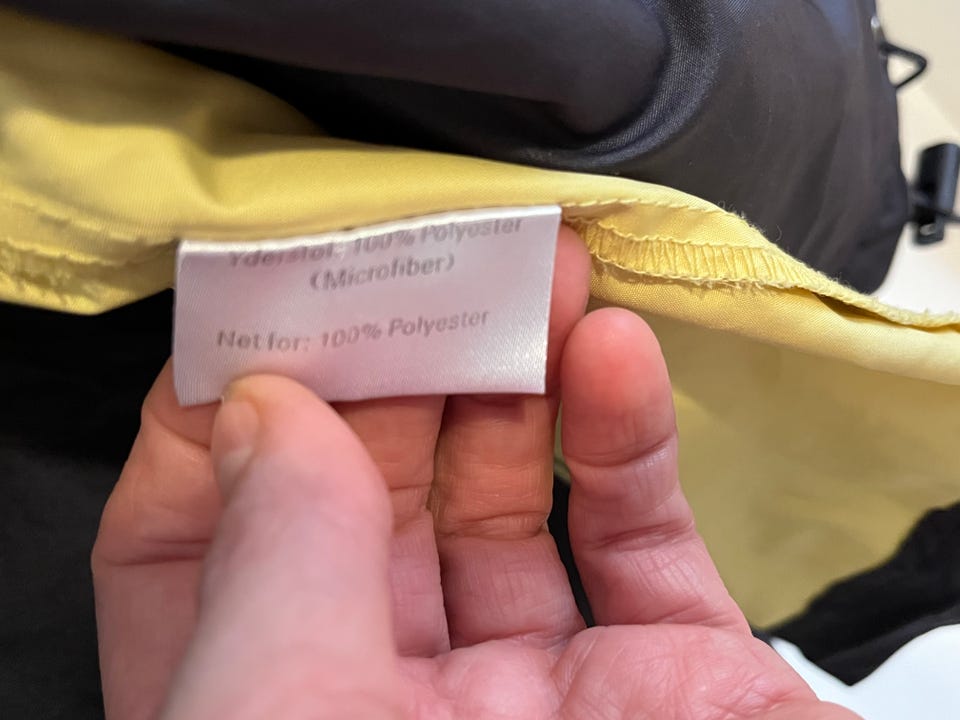 Yderstof: 100% Polyester
(Microfiber)
Net for: 100% Polyester